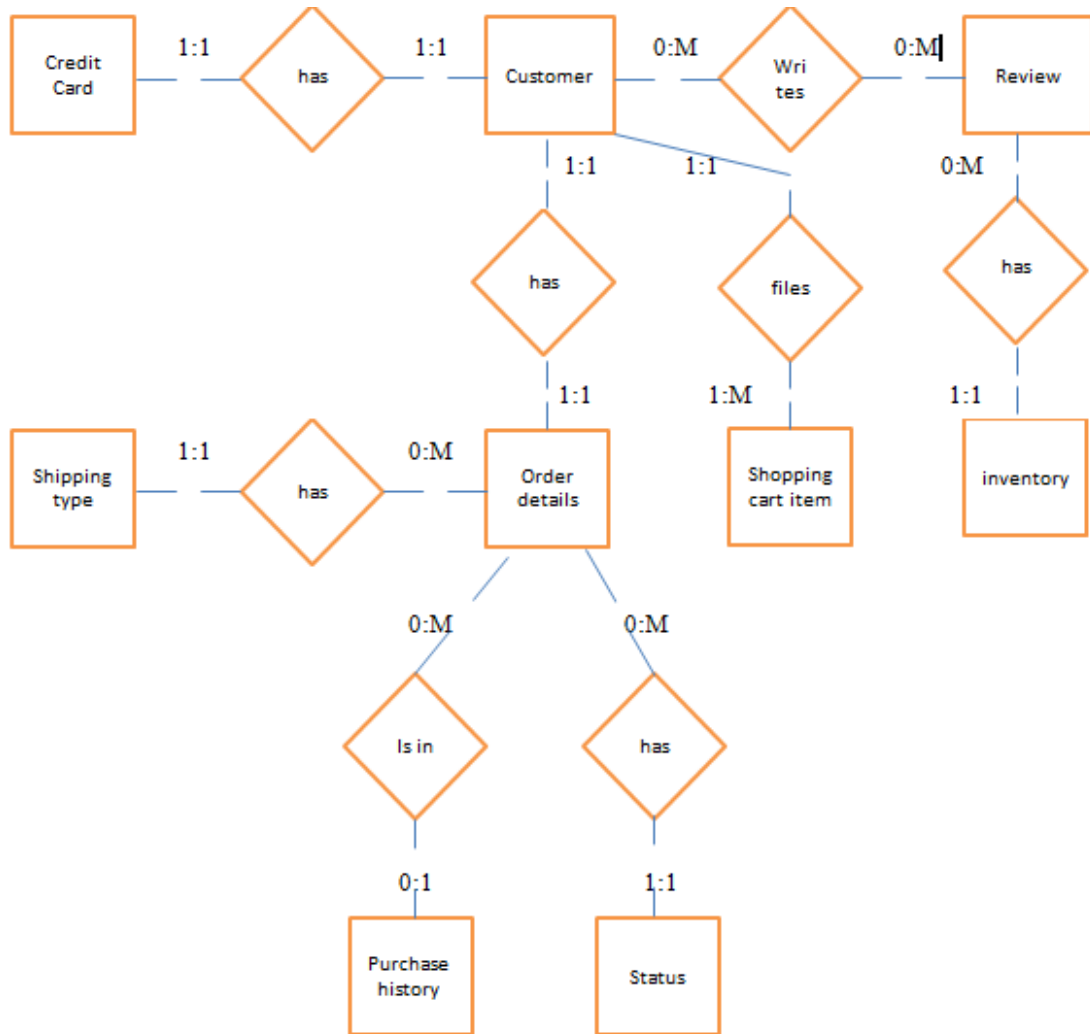 1:1
1:1
0:M
0:M
Credit
Card
has
Customer
Wri
tes
Review
1:1
1:1
0:M
has
files
has
1:1
1:M
1:1
1:1
0:M
Shipping
type
has
Order
details
Shopping
cart item
inventory
0:M
0:M
Is in
has
0:1
1:1
Purchase
history
Status